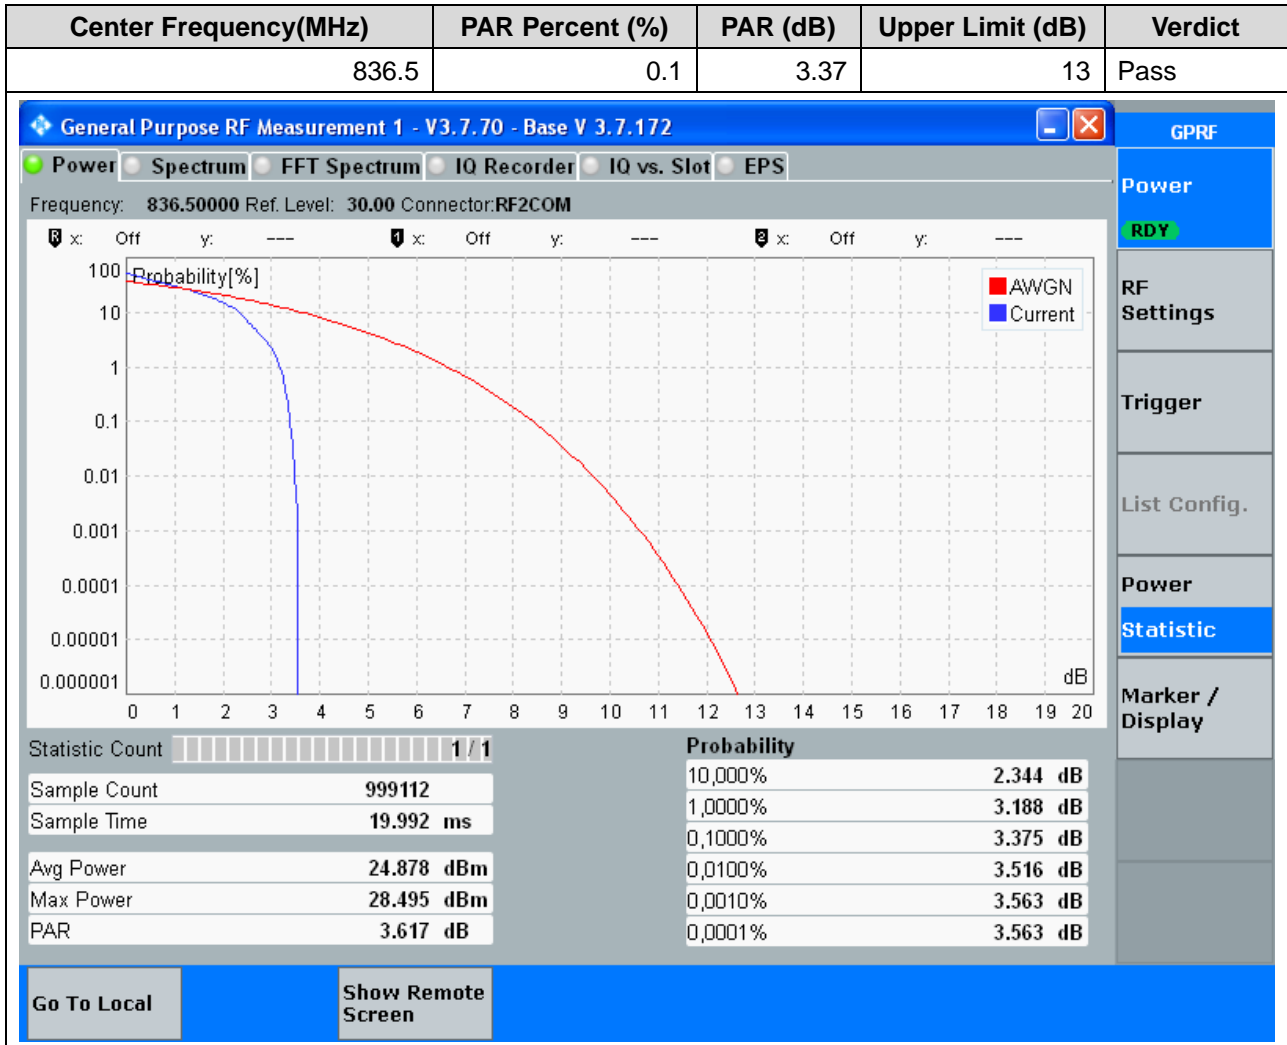 Center Frequency(MHz) PAR Percent (%) PAR (dB) Upper Limit (dB) Verdict
836.5 0.1 3.37 13 Pass
General Purpose RF Measurement 1 - V3.7.70 - Base V 3.7.172
GPRF
Power Spectrum FFT Spectrum IQ Recorder IQ vs. Slot EPS
Power
RDY
Frequency: 836.50000 Ref. Level: 30.00 Connector:RF2COM
R x: Off y: --- 1 x: Off y: --- 2 x: Off y: ---
Probability[%]
AWGN
Current
100
10
1
0.1
0.01
0.001
0.0001
0.00001
0.000001
dB
0 1 2 3 4 5 6 7 8 9 10 11 12 13 14 15 16 17 18 19 20
RF
Settings
Trigger
List Config.
Power
Statistic
Marker /
Display
Statistic Count 1 / 1
Sample Count 999112
Sample Time 19.992 ms
Avg Power 24.878 dBm
Max Power 28.495 dBm
PAR 3.617 dB
Probability
10,000% 2.344 dB
1,0000% 3.188 dB
0,1000% 3.375 dB
0,0100% 3.516 dB
0,0010% 3.563 dB
0,0001% 3.563 dB
Go To Local
Show Remote
Screen